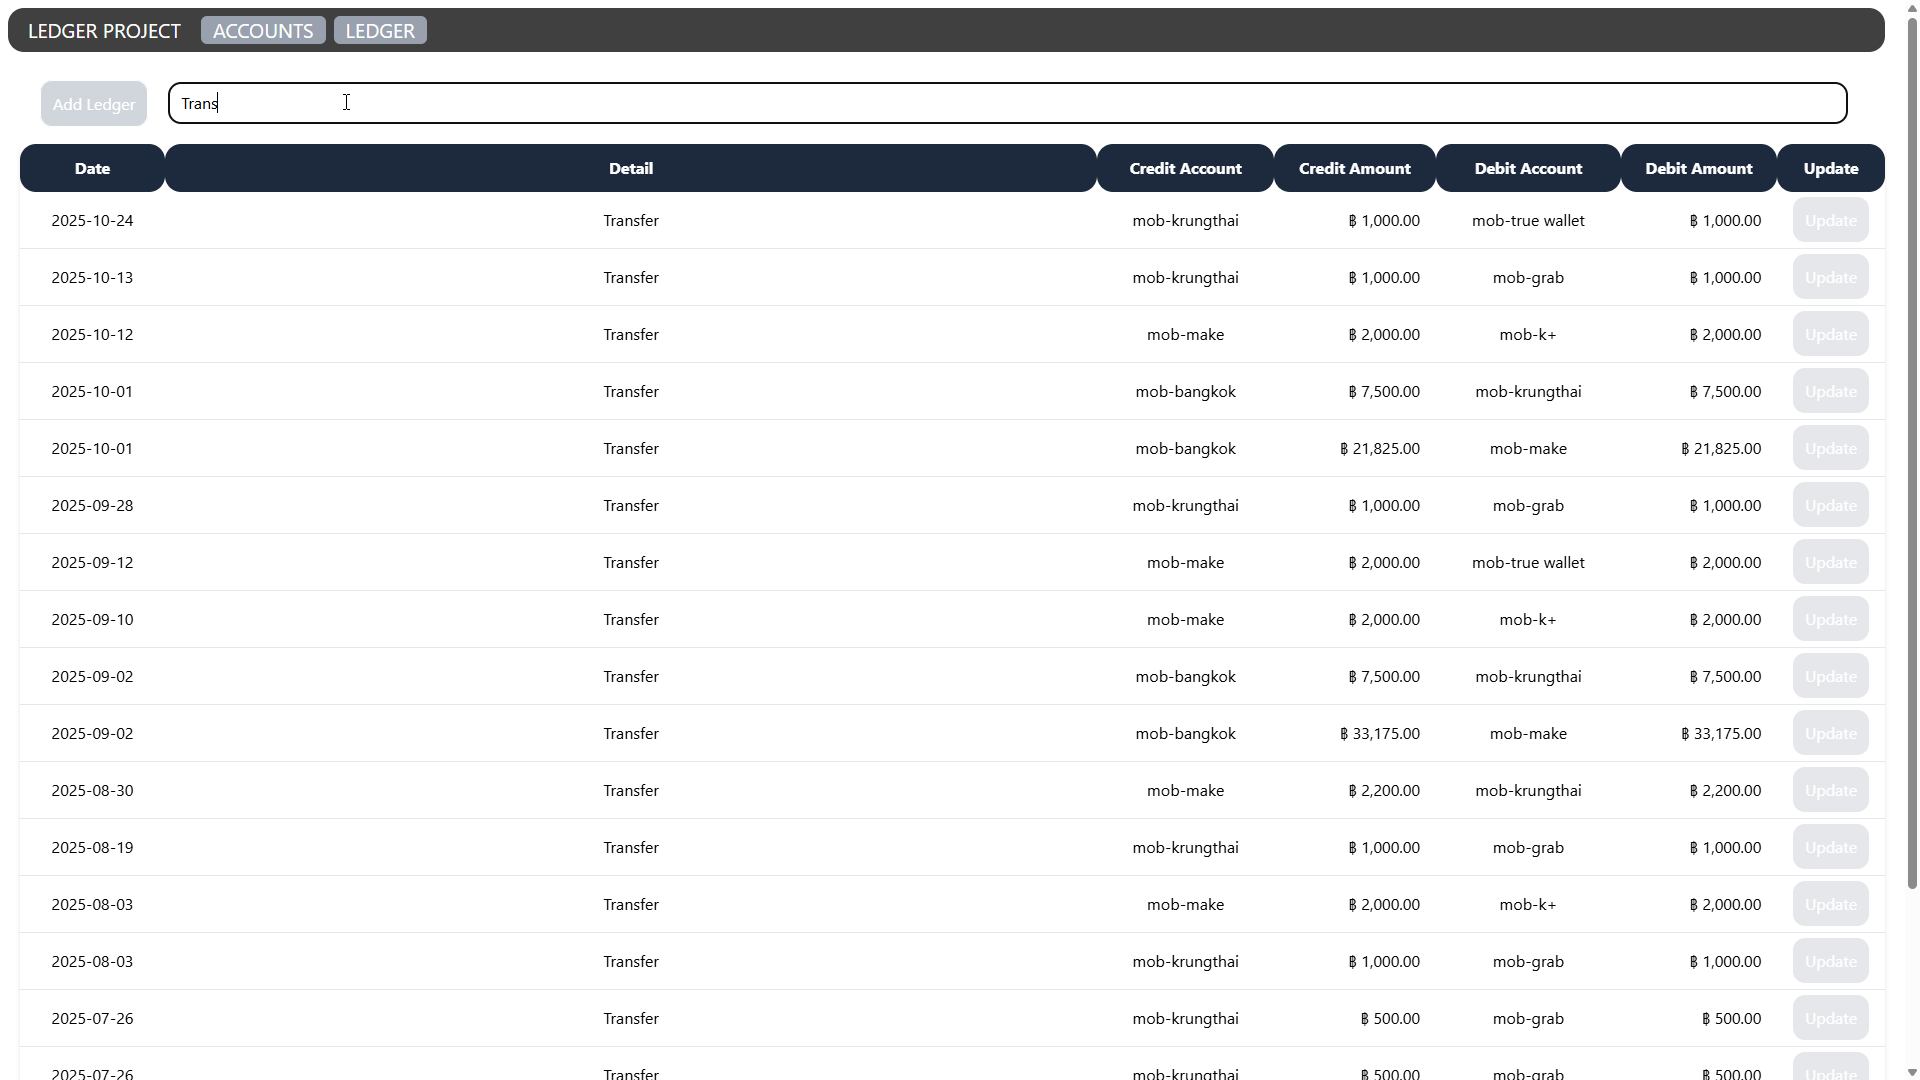 LEDGER PROJECT ACCOUNTS LEDGER
Add Ledger Trans
Date Detail Credit Account Credit Amount Debit Account Debit Amount Update
2025-10-24 Transfer mob-krungthai ฿ 1,000.00 mob-true wallet ฿ 1,000.00 Update
2025-10-13 Transfer mob-krungthai ฿ 1,000.00 mob-grab ฿ 1,000.00 Update
2025-10-12 Transfer mob-make ฿ 2,000.00 mob-k+ ฿ 2,000.00 Update
2025-10-01 Transfer mob-bangkok ฿ 7,500.00 mob-krungthai ฿ 7,500.00 Update
2025-10-01 Transfer mob-bangkok ฿ 21,825.00 mob-make ฿ 21,825.00 Update
2025-09-28 Transfer mob-krungthai ฿ 1,000.00 mob-grab ฿ 1,000.00 Update
2025-09-12 Transfer mob-make ฿ 2,000.00 mob-true wallet ฿ 2,000.00 Update
2025-09-10 Transfer mob-make ฿ 2,000.00 mob-k+ ฿ 2,000.00 Update
2025-09-02 Transfer mob-bangkok ฿ 7,500.00 mob-krungthai ฿ 7,500.00 Update
2025-09-02 Transfer mob-bangkok ฿ 33,175.00 mob-make ฿ 33,175.00 Update
2025-08-30 Transfer mob-make ฿ 2,200.00 mob-krungthai ฿ 2,200.00 Update
2025-08-19 Transfer mob-krungthai ฿ 1,000.00 mob-grab ฿ 1,000.00 Update
2025-08-03 Transfer mob-make ฿ 2,000.00 mob-k+ ฿ 2,000.00 Update
2025-08-03 Transfer mob-krungthai ฿ 1,000.00 mob-grab ฿ 1,000.00 Update
2025-07-26 Transfer mob-krungthai ฿ 500.00 mob-grab ฿ 500.00 Update
2025-07-26 Transfer mob-krungthai ฿ 500.00 mob-grab ฿ 500.00 Update